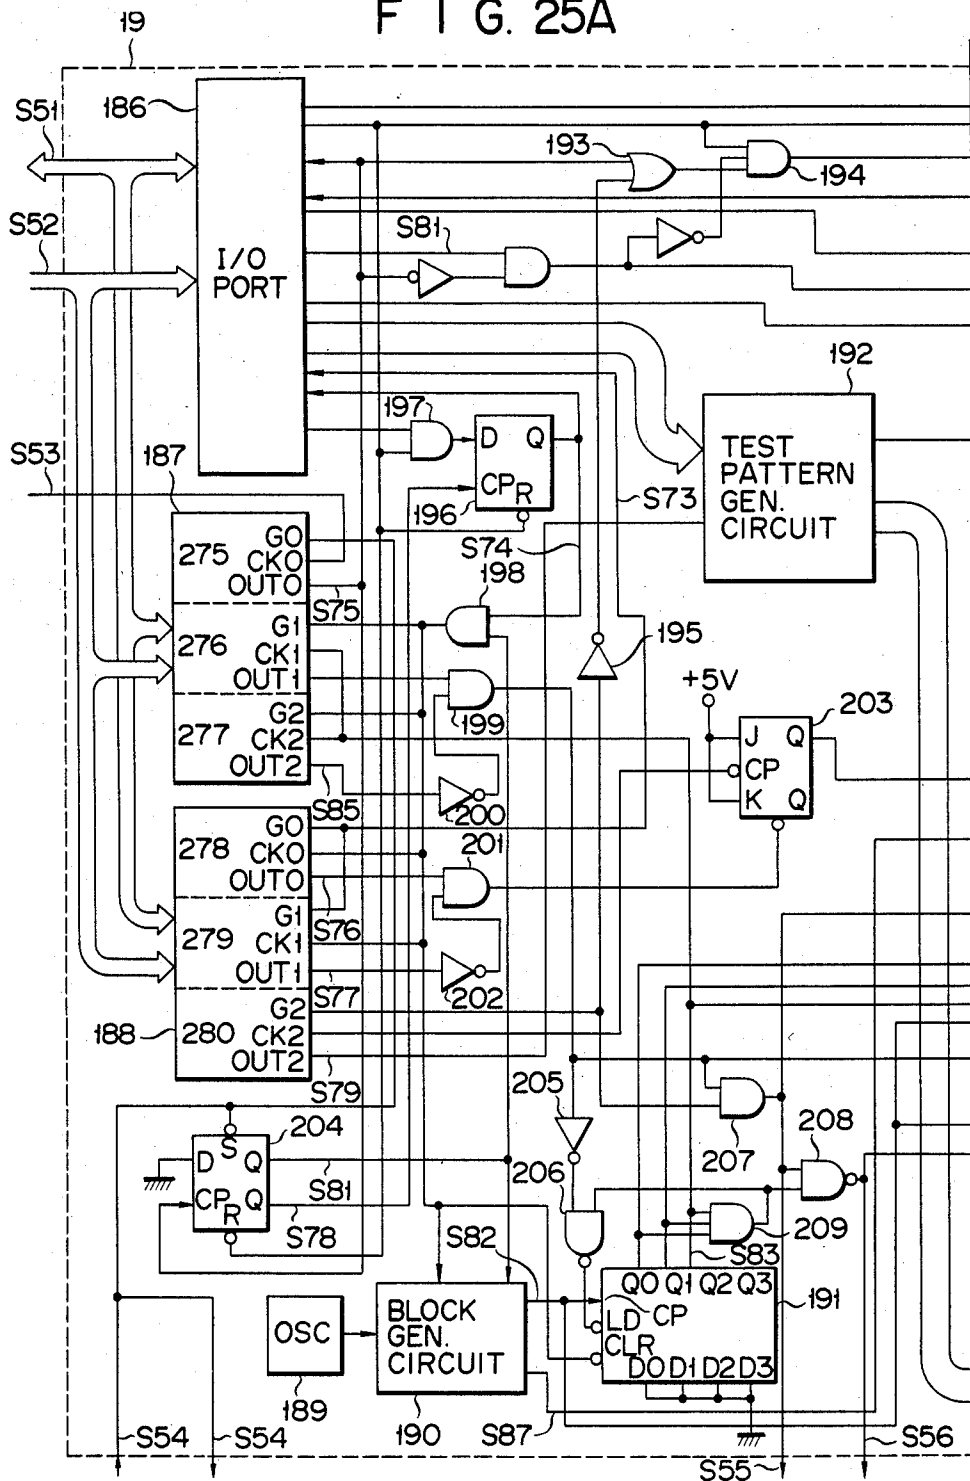 F I G. 25A
19
S51
186
193
194
S52
S81
I/O
PORT
192
197
D Q
CP R
196
TEST
PATTERN
GEN.
CIRCUIT
S53
187
S73
S74
275
G0
CK0
OUT0
S75
198
276
G1
CK1
OUT1
195
199
+5V
203
J Q
CP
K Q
277
G2
CK2
OUT2
S85
200
278
G0
CK0
OUT0
S76
201
279
G1
CK1
OUT1
S77
202
188
280
G2
CK2
OUT2
S79
205
204
S
D Q
CP Q
R
S81
S78
206
207
208
209
S82
S83
Q0 Q1 Q2 Q3
191
CP
LD
CLR
D0 D1 D2 D3
OSC
189
BLOCK
GEN.
CIRCUIT
190
S87
S54
S54
S55
S56